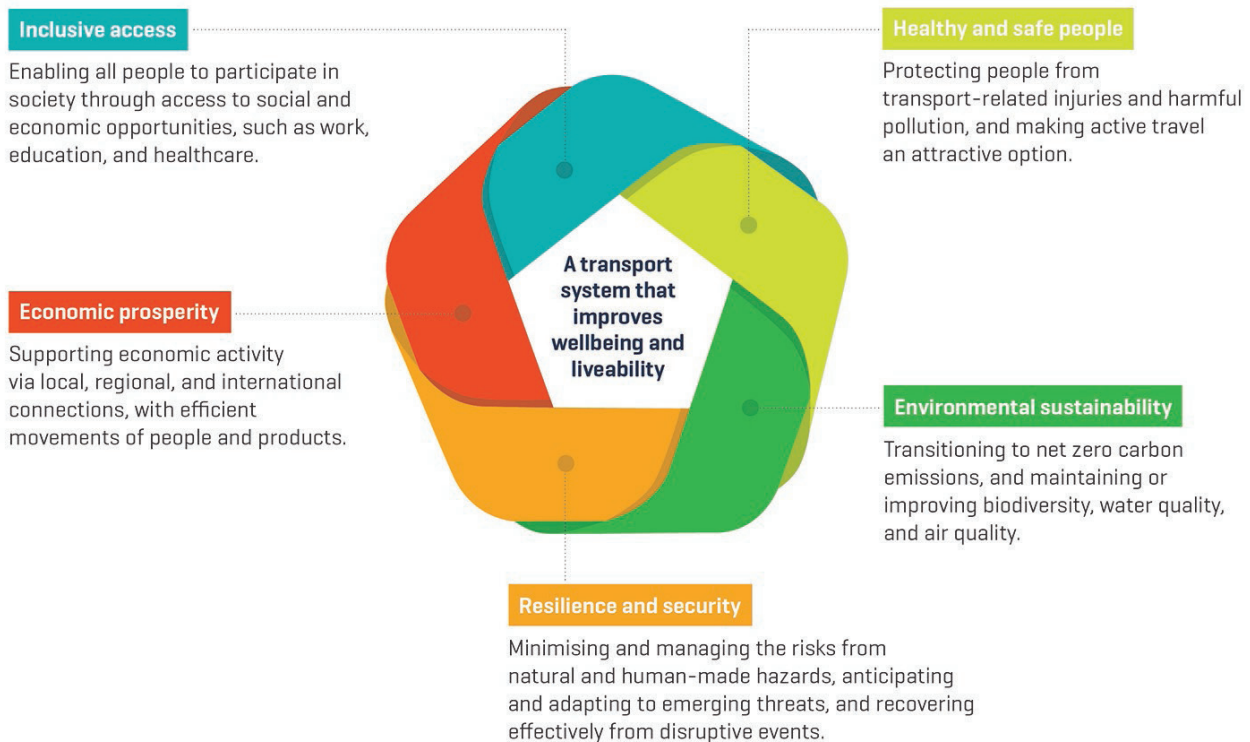 Inclusive access
Enabling all people to participate in
society through access to social and
economic opportunities, such as work,
education, and healthcare.
Healthy and safe people
Protecting people from
transport-related injuries and harmful
pollution, and making active travel
an attractive option.
A transport
system that
improves
wellbeing and
liveability
Economic prosperity
Supporting economic activity
via local, regional, and international
connections, with efficient
movements of people and products.
Environmental sustainability
Transitioning to net zero carbon
emissions, and maintaining or
improving biodiversity, water quality,
and air quality.
Resilience and security
Minimising and managing the risks from
natural and human-made hazards, anticipating
and adapting to emerging threats, and recovering
effectively from disruptive events.